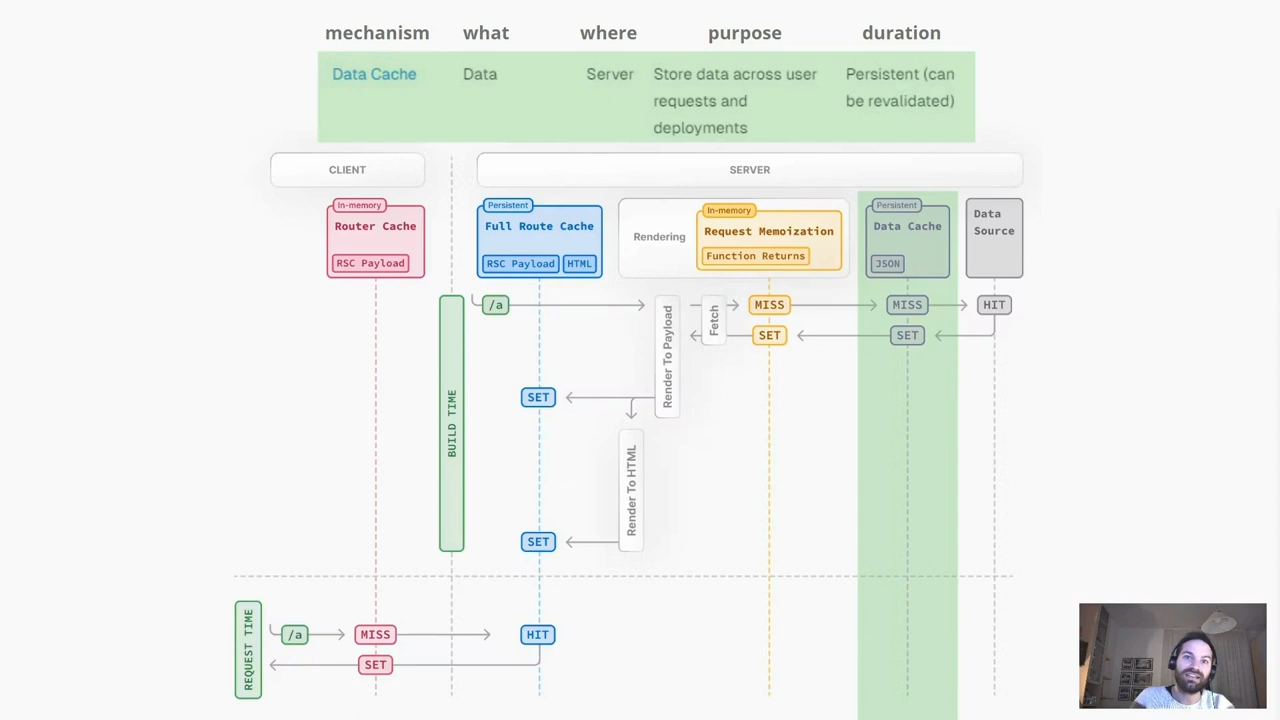 mechanism what where purpose duration
Data Cache Data Server Store data across user Persistent (can
requests and be revalidated)
deployments
CLIENT SERVER
In-memory Persistent In-memory Persistent
Router Cache Full Route Cache Rendering Request Memoization Data Cache Data
Source
RSC Payload RSC Payload HTML Function Returns JSON
/a MISS MISS HIT
Fetch
SET SET
Render To Payload
SET
BUILD TIME
Render To HTML
SET
REQUEST TIME
/a MISS HIT
SET